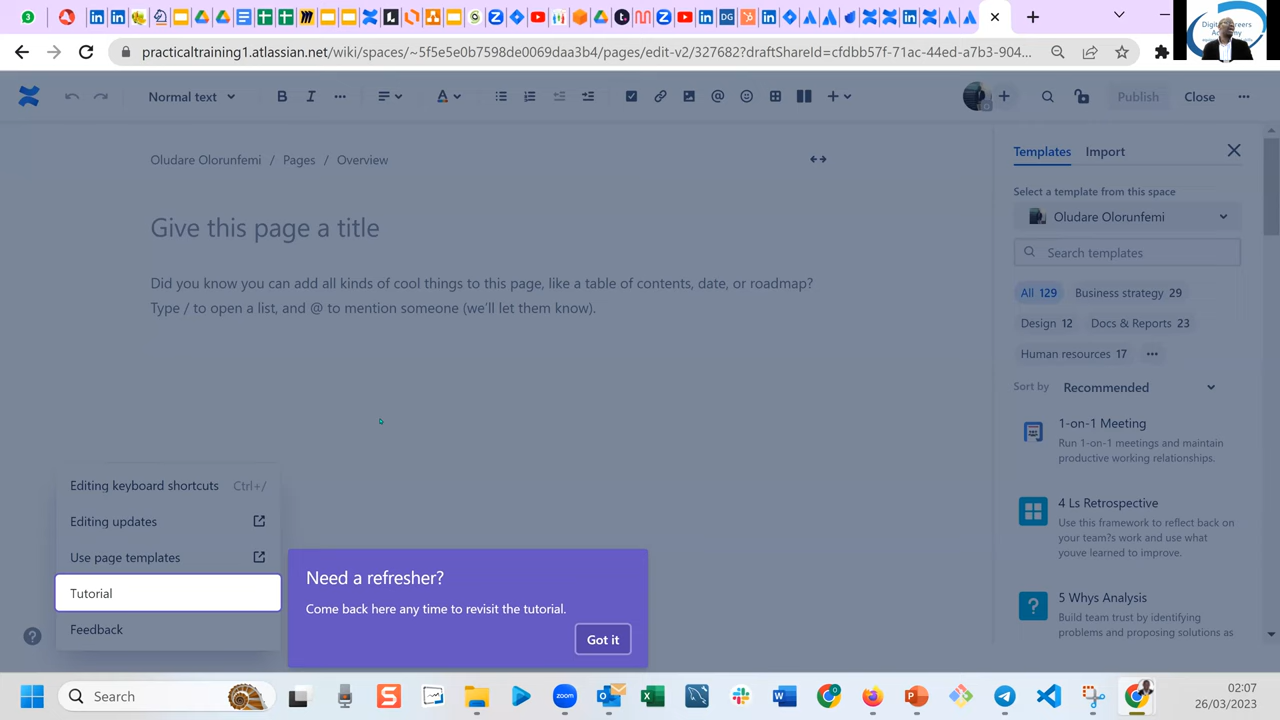 practicaltraining1.atlassian.net/wiki/spaces/~5f5e5e0b75980e0069daa3b4/pages/edit-v2/327682?draftShareId=cfdbb57f-71ac-44ed-a7b3-904...
Normal text
Publish
Close
Oludare Olorunfemi / Pages / Overview
Give this page a title
Did you know you can add all kinds of cool things to this page, like a table of contents, date, or roadmap?
Type / to open a list, and @ to mention someone (we'll let them know).
Templates
Import
Select a template from this space
Oludare Olorunfemi
Search templates
All 129
Business strategy 29
Design 12
Docs & Reports 23
Human resources 17
Sort by
Recommended
1-on-1 Meeting
Run 1-on-1 meetings and maintain
productive working relationships.
4 Ls Retrospective
Use this framework to reflect back on
your team?s work and use what
youve learned to improve.
5 Whys Analysis
Build team trust by identifying
problems and proposing solutions as
Editing keyboard shortcuts Ctrl+/
Editing updates
Use page templates
Tutorial
Feedback
Need a refresher?
Come back here any time to revisit the tutorial.
Got it
Search
zoom
02:07
26/03/2023